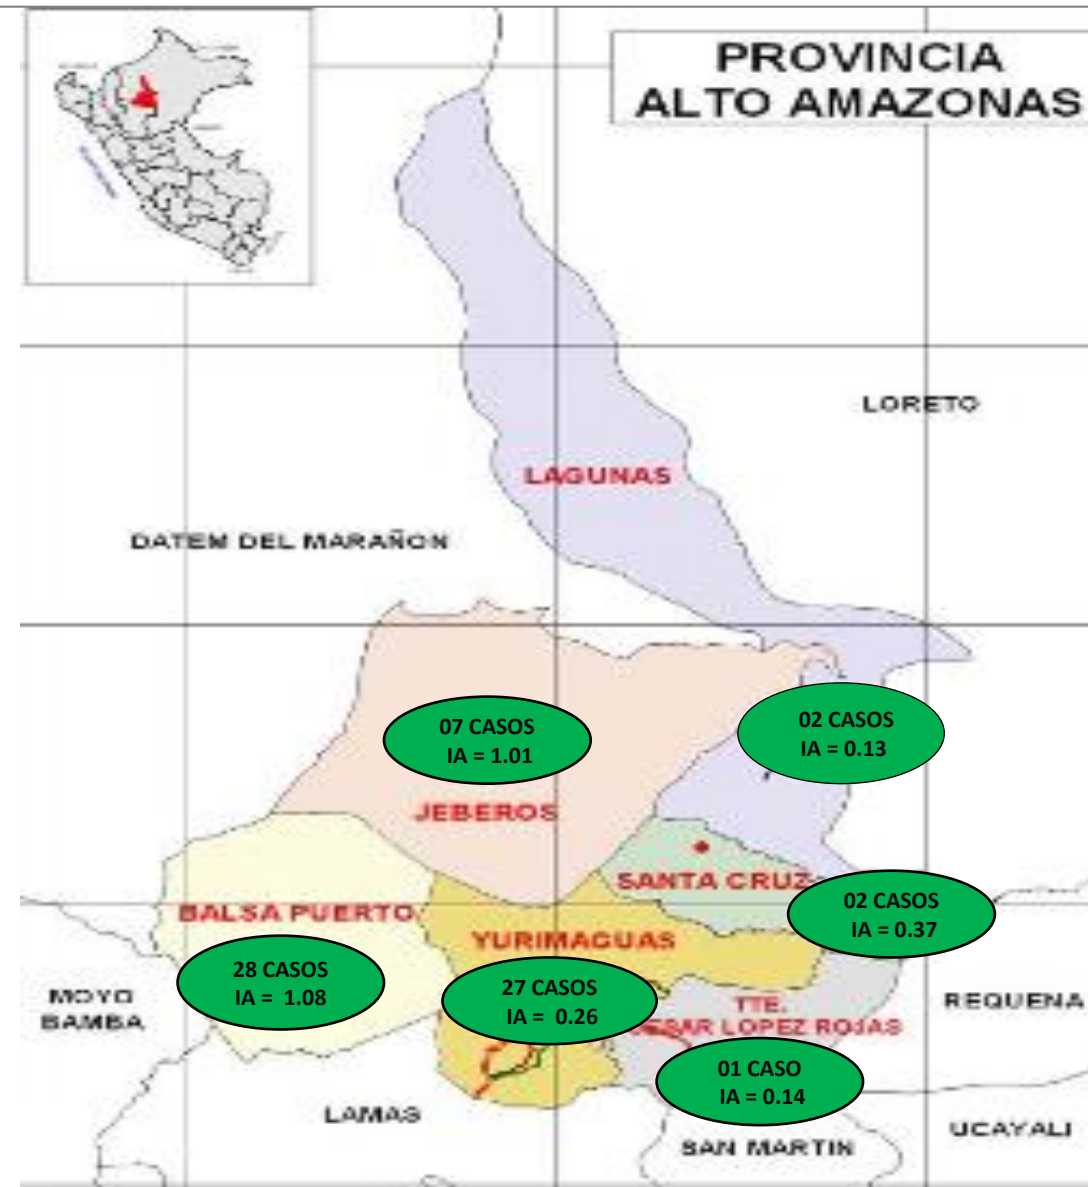 PROVINCIA
ALTO AMAZONAS
LORETO
LAGUNAS
DATEM DEL MARAÑON
07 CASOS
IA = 1.01
02 CASOS
IA = 0.13
JEBEROS
SANTA CRUZ
02 CASOS
IA = 0.37
BALSA PUERTO
YURIMAGUAS
28 CASOS
IA = 1.08
27 CASOS
IA = 0.26
MOYO
BAMBA
TTE.
ESAR LOPEZ ROJAS
REQUENA
01 CASO
IA = 0.14
LAMAS
SAN MARTIN
UCAYALI